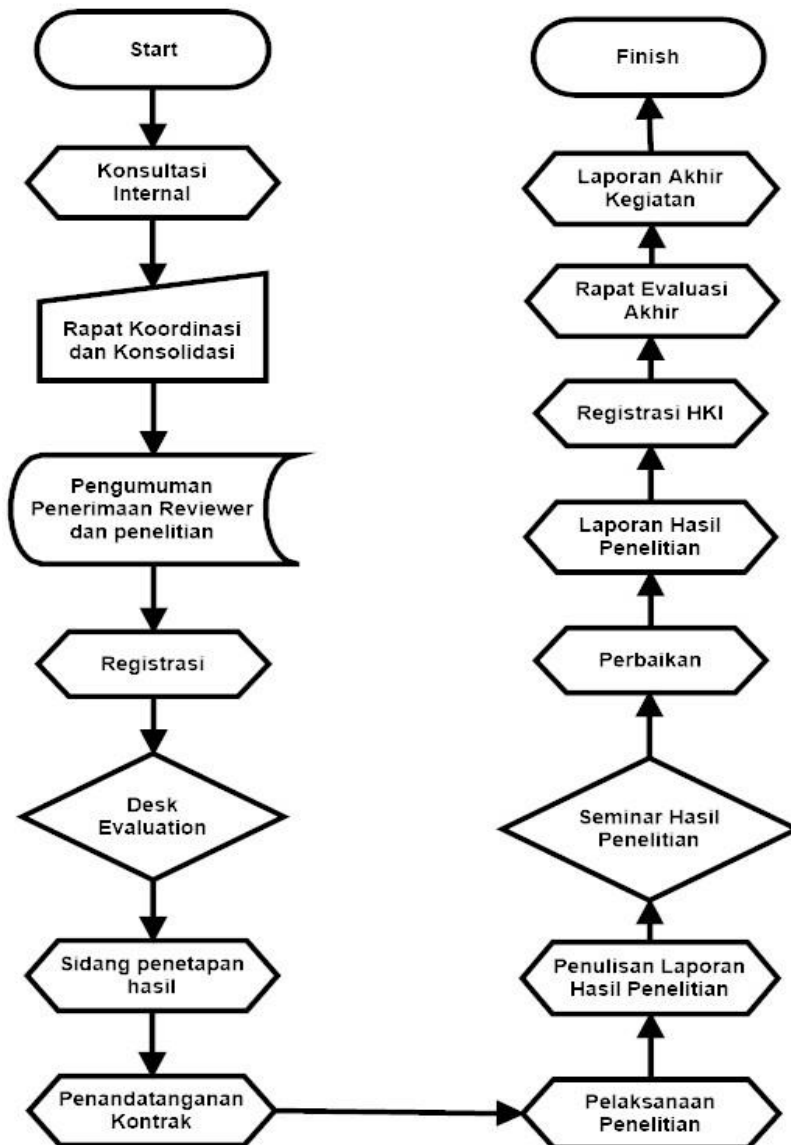 Start
Konsultasi
Internal
Rapat Koordinasi
dan Konsolidasi
Pengumuman
Penerimaan Reviewer
dan penelitian
Registrasi
Desk
Evaluation
Sidang penetapan
hasil
Penandatanganan
Kontrak
Pelaksanaan
Penelitian
Penulisan Laporan
Hasil Penelitian
Seminar Hasil
Penelitian
Perbaikan
Laporan Hasil
Penelitian
Registrasi HKI
Rapat Evaluasi
Akhir
Laporan Akhir
Kegiatan
Finish